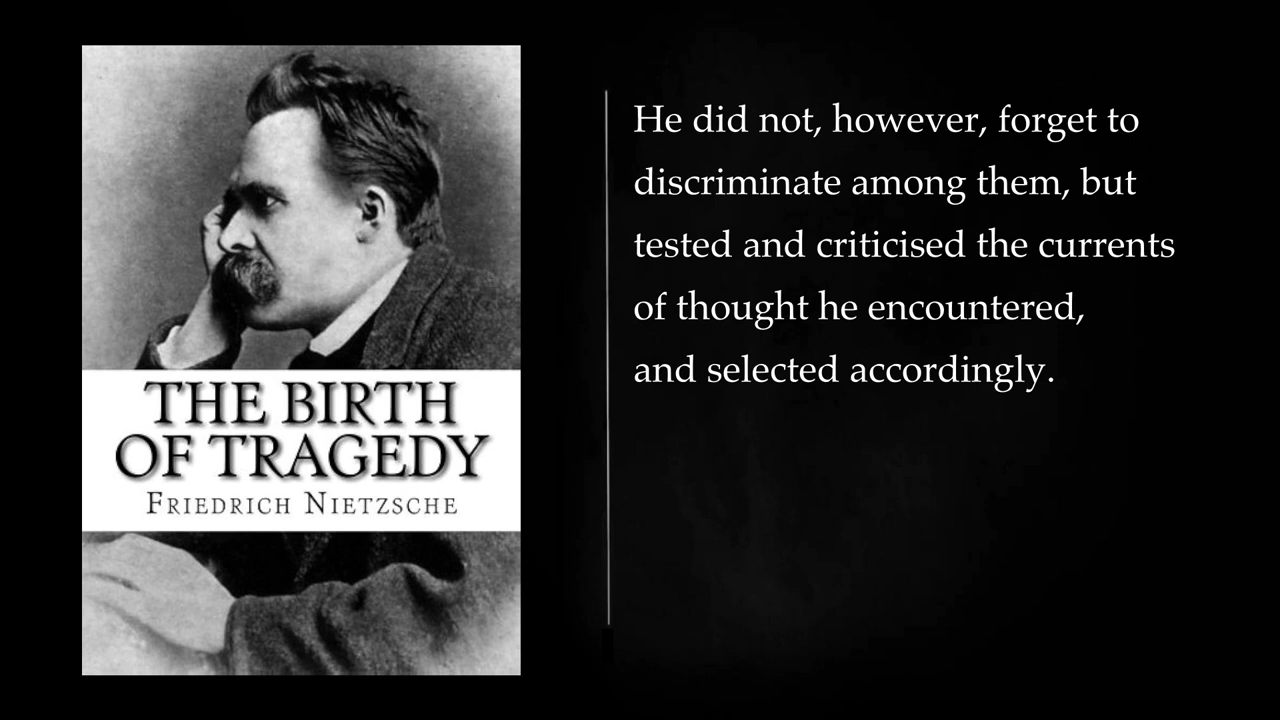 THE BIRTH
OF TRAGEDY
FRIEDRICH NIETZSCHE
He did not, however, forget to
discriminate among them, but
tested and criticised the currents
of thought he encountered,
and selected accordingly.